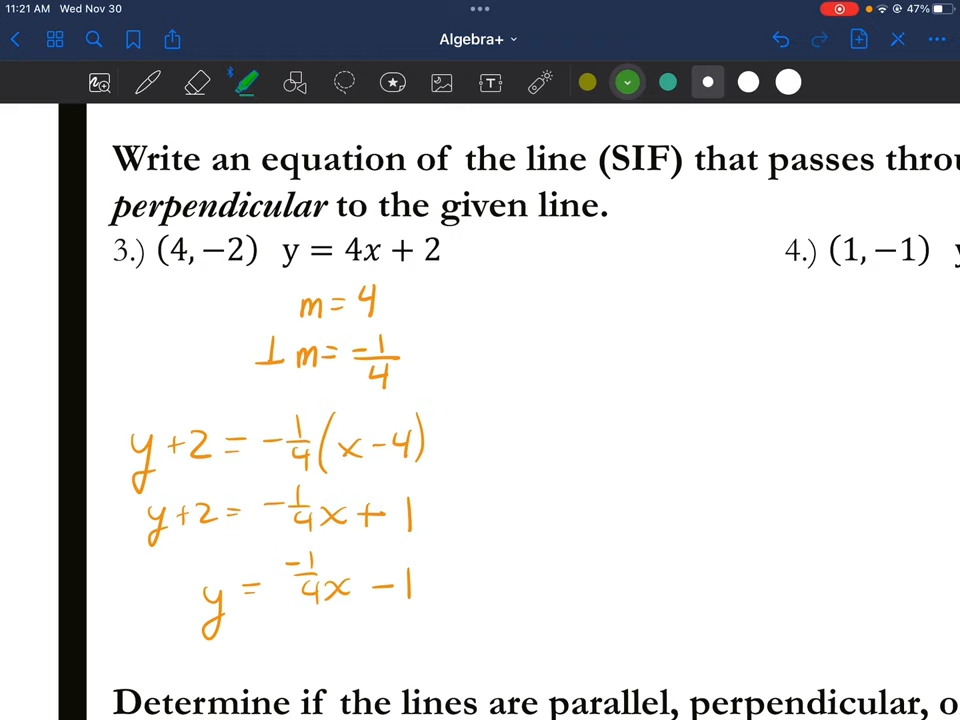 11:21 AM Wed Nov 30
47%
Algebra+
Write an equation of the line (SIF) that passes throu
perpendicular to the given line.
3.) (4, −2) y = 4x + 2
4.) (1, −1) y
m = 4
⊥ m = -1/4
y + 2 = -1/4 (x - 4)
y + 2 = -1/4 x + 1
y = -1/4 x - 1
Determine if the lines are parallel, perpendicular, o